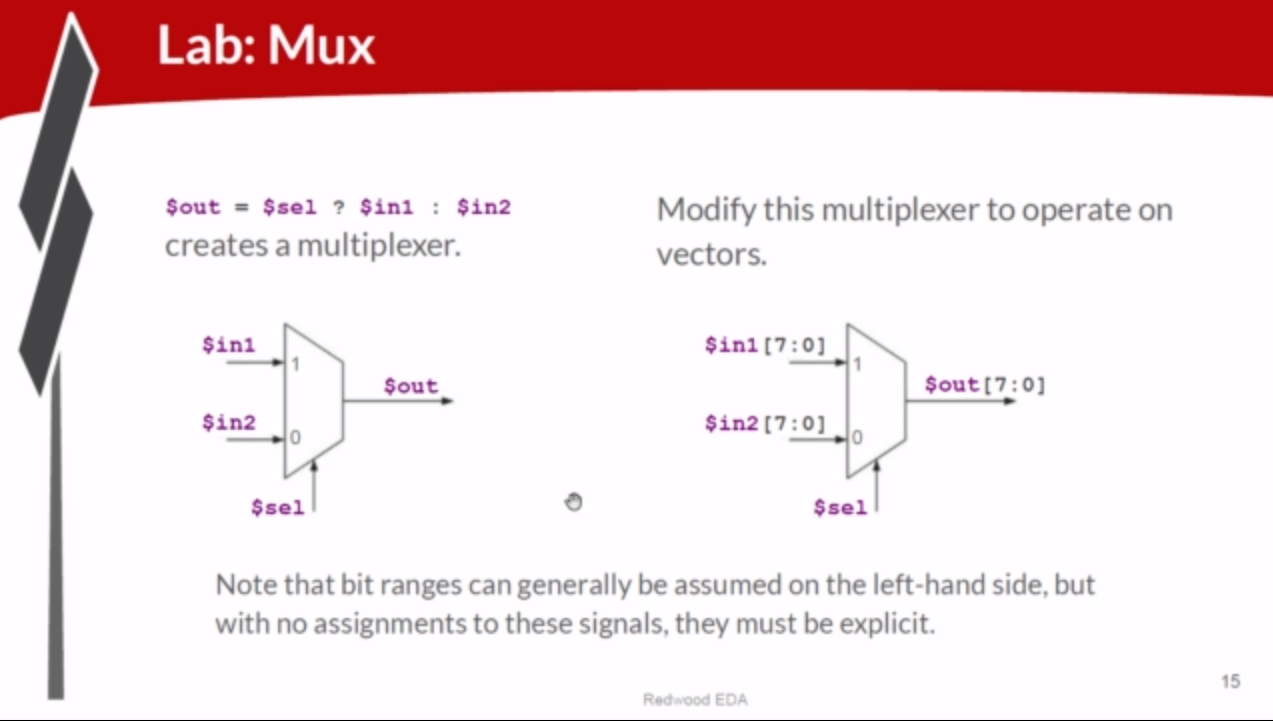 Lab: Mux
$out = $sel ? $in1 : $in2
creates a multiplexer.
$in1
1
$out
$in2
0
$sel
Modify this multiplexer to operate on
vectors.
$in1[7:0]
1
$out[7:0]
$in2[7:0]
0
$sel
Note that bit ranges can generally be assumed on the left-hand side, but
with no assignments to these signals, they must be explicit.
15
Redwood EDA